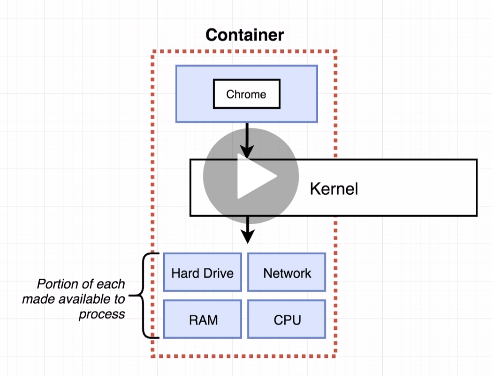 Container
Chrome
Kernel
Hard Drive
Network
Portion of each
made available to
process
RAM
CPU